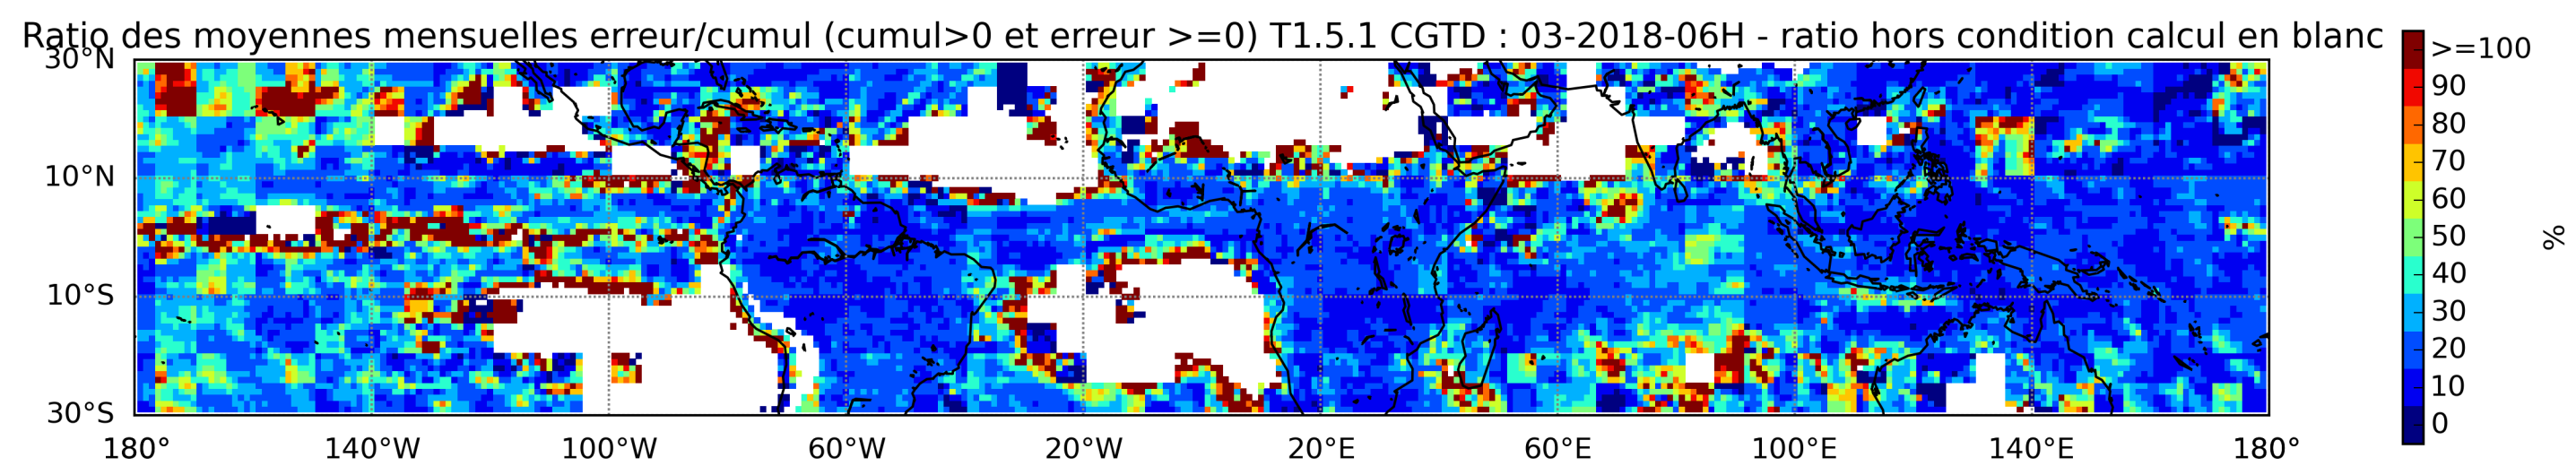 Ratio des moyennes mensuelles erreur/cumul (cumul>0 et erreur >=0) T1.5.1 CGTD : 03-2018-06H - ratio hors condition calcul en blanc
30°N
10°N
10°S
30°S
180°
140°W
100°W
60°W
20°W
20°E
60°E
100°E
140°E
180°
>=100
90
80
70
60
50
40
30
20
10
0
%